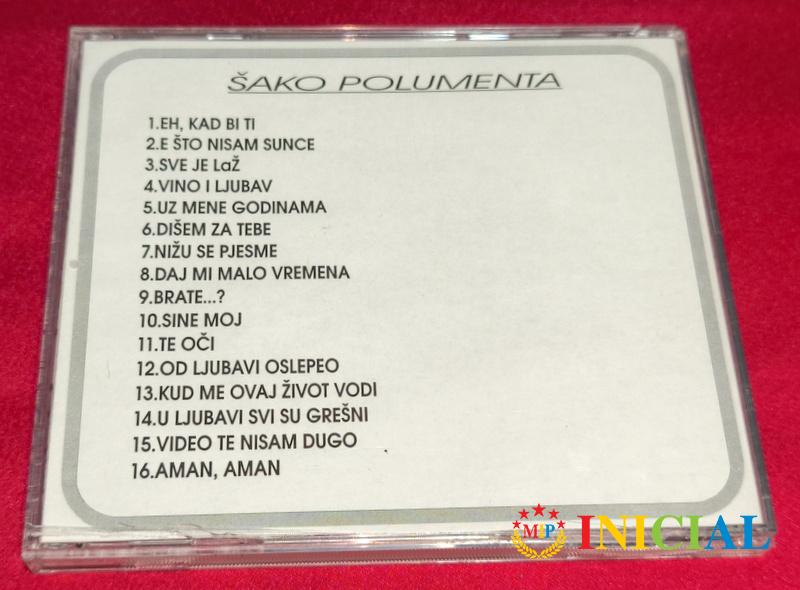 ŠAKO POLUMENTA
1.EH, KAD BI TI
2.E ŠTO NISAM SUNCE
3.SVE JE LaŽ
4.VINO I LJUBAV
5.UZ MENE GODINAMA
6.DIŠEM ZA TEBE
7.NIŽU SE PJESME
8.DAJ MI MALO VREMENA
9.BRATE...?
10.SINE MOJ
11.TE OČI
12.OD LJUBAVI OSLEPEO
13.KUD ME OVAJ ŽIVOT VODI
14.U LJUBAVI SVI SU GREŠNI
15.VIDEO TE NISAM DUGO
16.AMAN, AMAN
MJP INICIAL